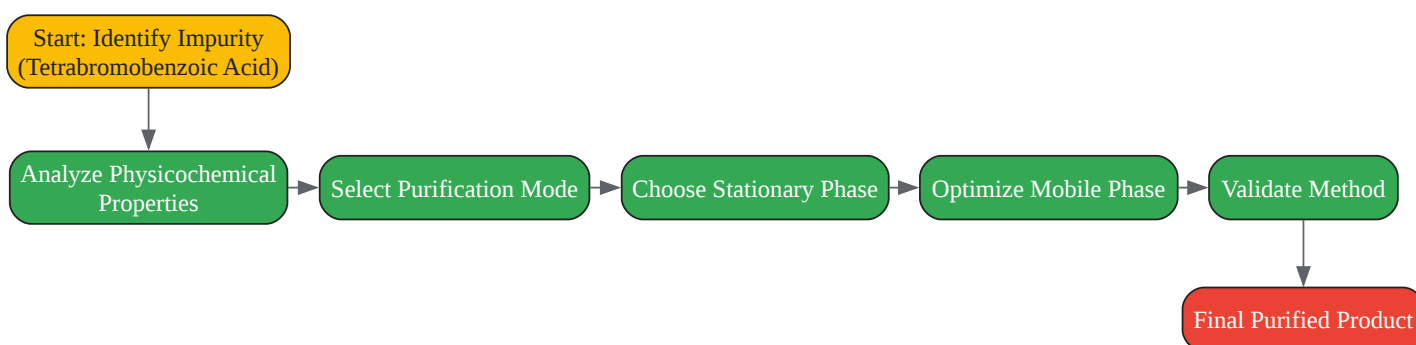 Start: Identify Impurity
(Tetrabromobenzoic Acid)
Analyze Physicochemical
Properties
Select Purification Mode
Choose Stationary Phase
Optimize Mobile Phase
Validate Method
Final Purified Product